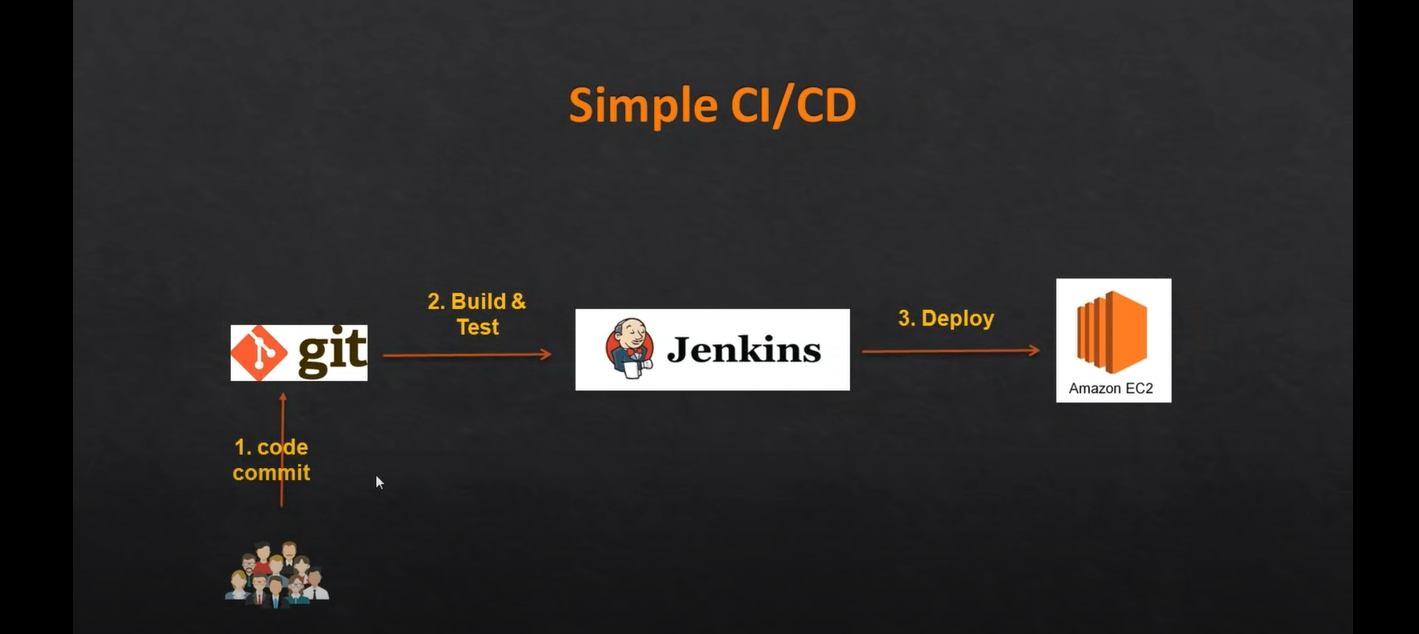 Simple CI/CD
2. Build &
Test
3. Deploy
git
Jenkins
Amazon EC2
1. code
commit